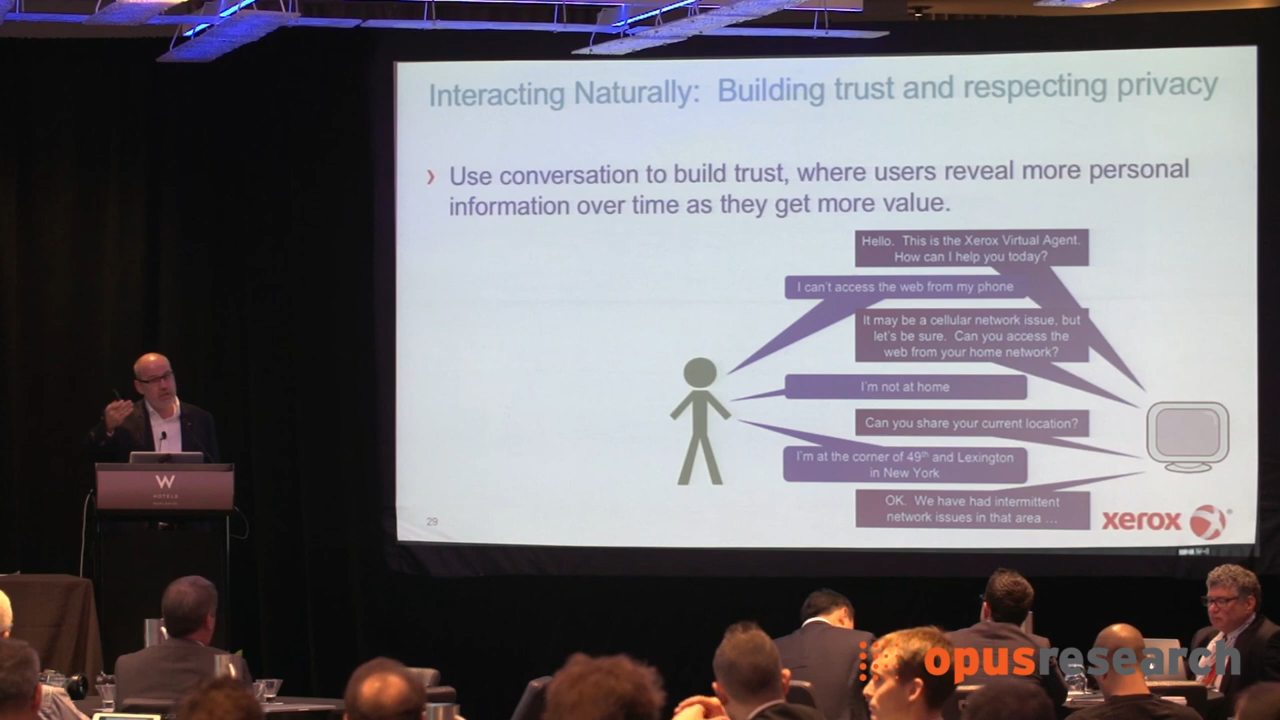 Interacting Naturally: Building trust and respecting privacy
› Use conversation to build trust, where users reveal more personal
information over time as they get more value.
Hello. This is the Xerox Virtual Agent.
How can I help you today?
I can't access the web from my phone
It may be a cellular network issue, but
let's be sure. Can you access the
web from your home network?
I'm not at home
Can you share your current location?
I'm at the corner of 49th and Lexington
in New York
OK. We have had intermittent
network issues in that area ...
29
xerox
W
HOTELS
opusresearch